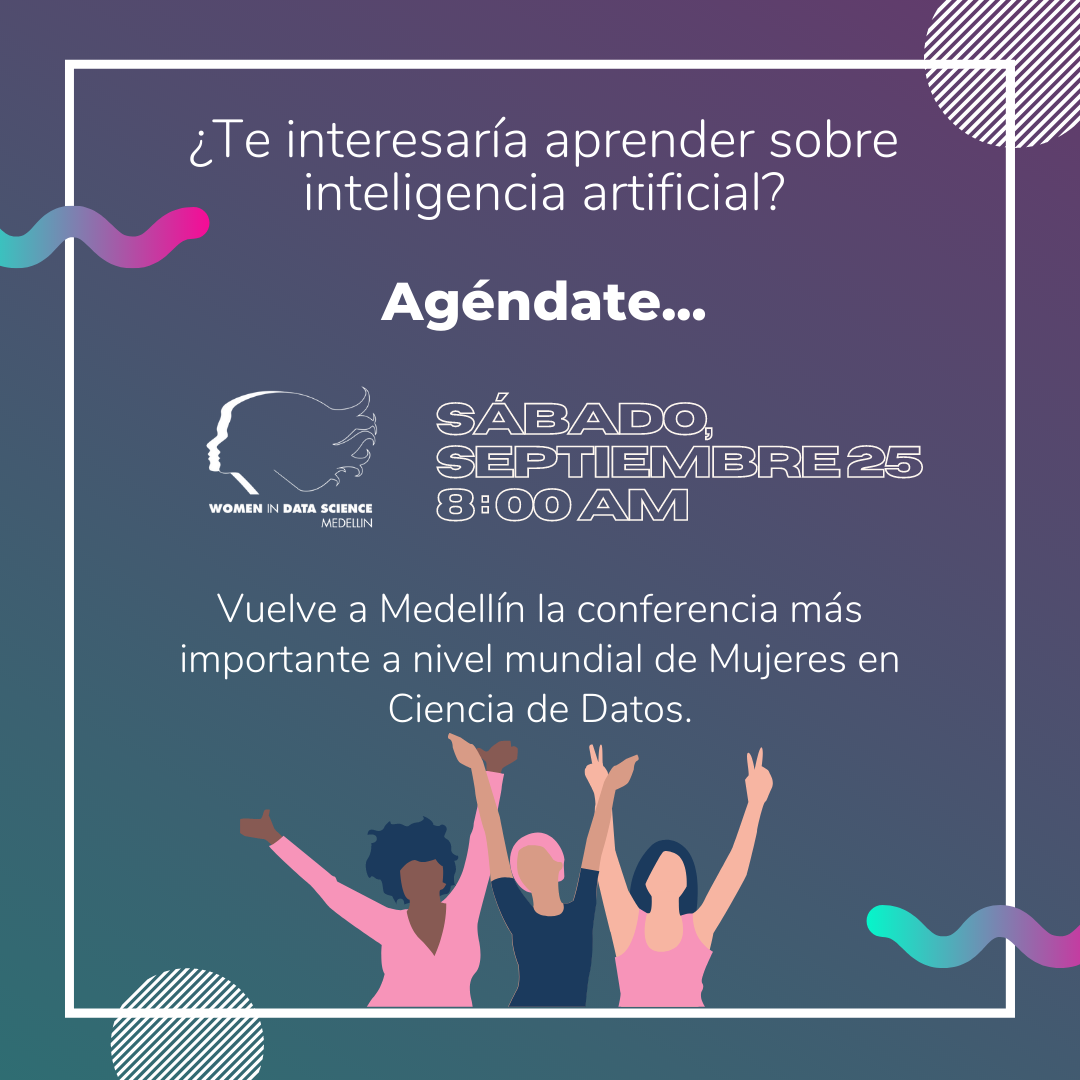 ¿Te interesaría aprender sobre
inteligencia artificial?
Agéndate...
WOMEN IN DATA SCIENCE
MEDELLIN
SÁBADO,
SEPTIEMBRE 25
8:00 AM
Vuelve a Medellín la conferencia más
importante a nivel mundial de Mujeres en
Ciencia de Datos.